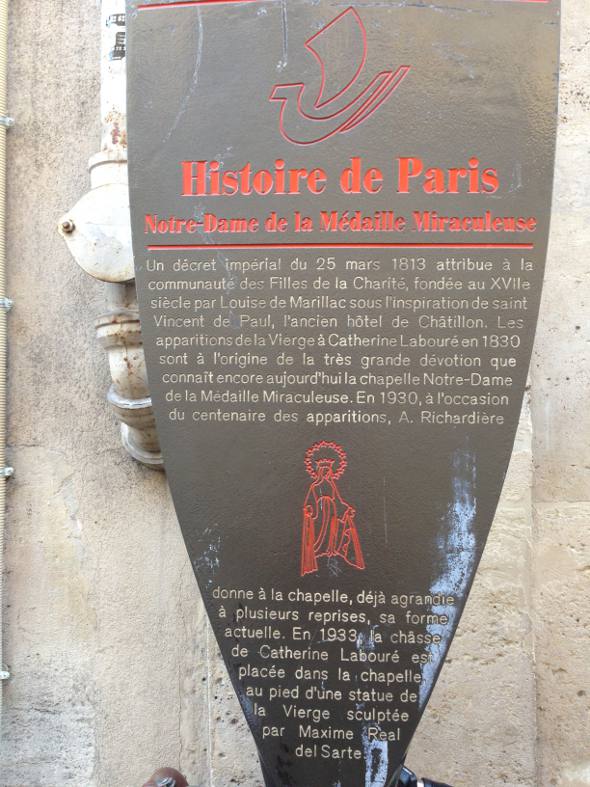 Histoire de Paris
Notre-Dame de la Médaille Miraculeuse
Un décret impérial du 25 mars 1813 attribue à la
communauté des Filles de la Charité, fondée au XVIIe
siècle par Louise de Marillac sous l'inspiration de saint
Vincent de Paul, l'ancien hôtel de Châtillon. Les
apparitions de la Vierge à Catherine Labouré en 1830
sont à l'origine de la très grande dévotion que
connaît encore aujourd'hui la chapelle Notre-Dame
de la Médaille Miraculeuse. En 1930, à l'occasion
du centenaire des apparitions, A. Richardière
donne à la chapelle, déjà agrandie
à plusieurs reprises, sa forme
actuelle. En 1933, la châsse
de Catherine Labouré est
placée dans la chapelle,
au pied d'une statue de
la Vierge sculptée
par Maxime Real
del Sarte.